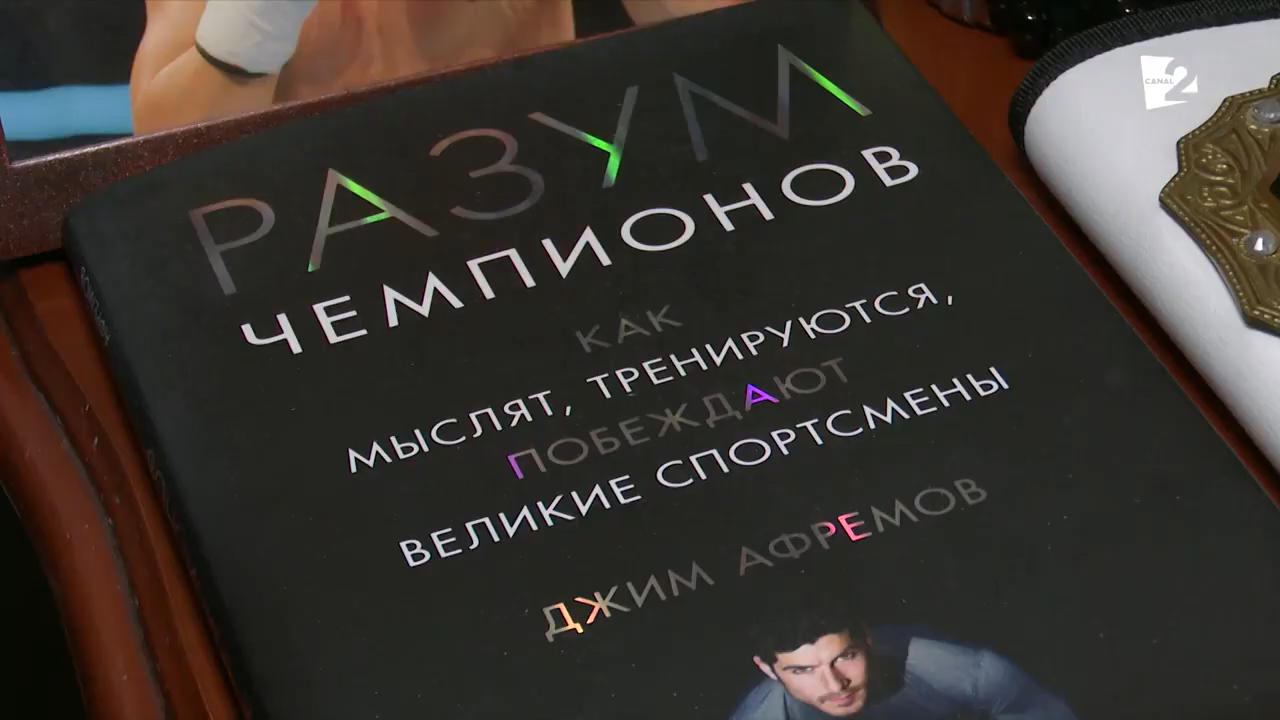 CANAL 2
РАЗУМ
ЧЕМПИОНОВ
КАК
МЫСЛЯТ, ТРЕНИРУЮТСЯ,
ПОБЕЖДАЮТ
ВЕЛИКИЕ СПОРТСМЕНЫ
ДЖИМ АФРЕМОВ